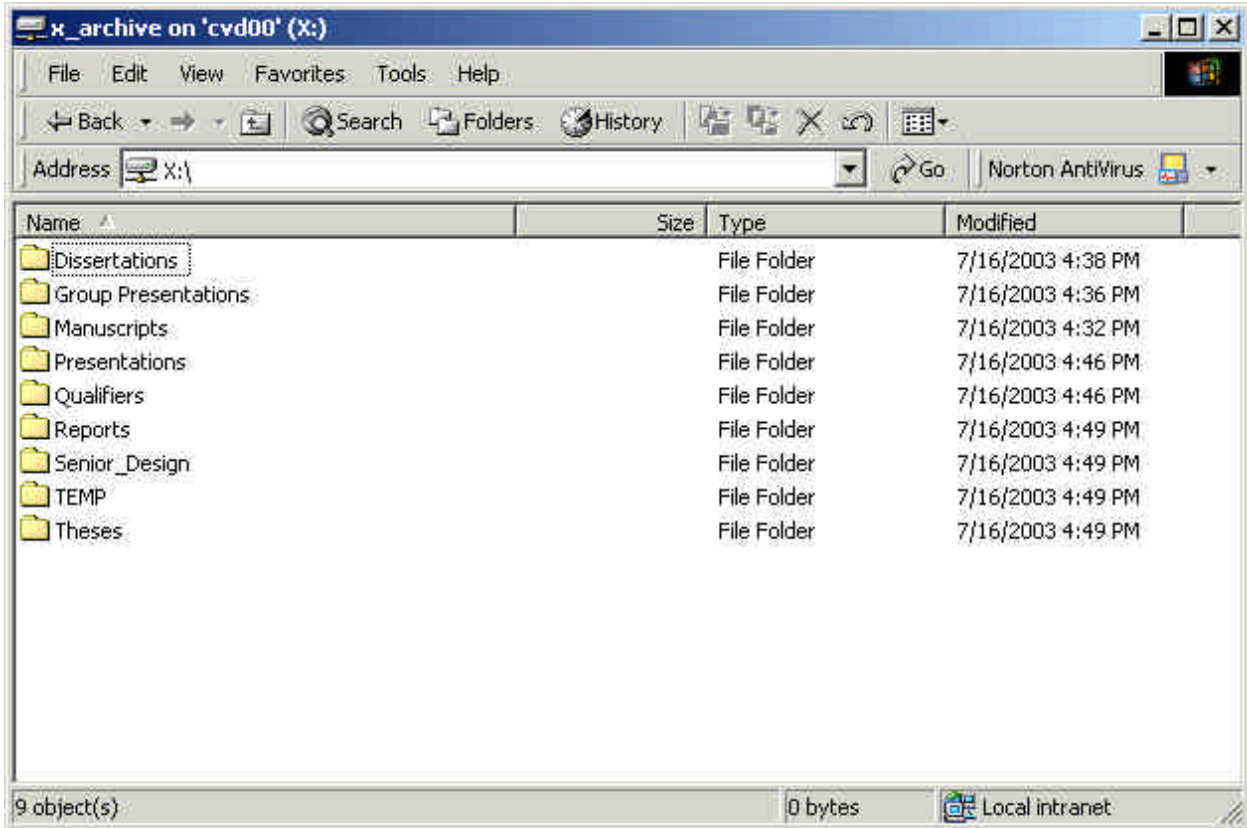 x_archive on 'cvd00' (X:)
File Edit View Favorites Tools Help
Back Search Folders History
Address X:\ Go Norton AntiVirus
Name Size Type Modified
Dissertations File Folder 7/16/2003 4:38 PM
Group Presentations File Folder 7/16/2003 4:36 PM
Manuscripts File Folder 7/16/2003 4:32 PM
Presentations File Folder 7/16/2003 4:46 PM
Qualifiers File Folder 7/16/2003 4:46 PM
Reports File Folder 7/16/2003 4:49 PM
Senior_Design File Folder 7/16/2003 4:49 PM
TEMP File Folder 7/16/2003 4:49 PM
Theses File Folder 7/16/2003 4:49 PM
9 object(s) 0 bytes Local intranet